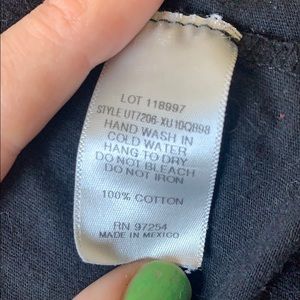 LOT 118997
STYLE UT7206-XU10QB98
HAND WASH IN
COLD WATER
HANG TO DRY
DO NOT BLEACH
DO NOT IRON
100% COTTON
RN 97254
MADE IN MEXICO